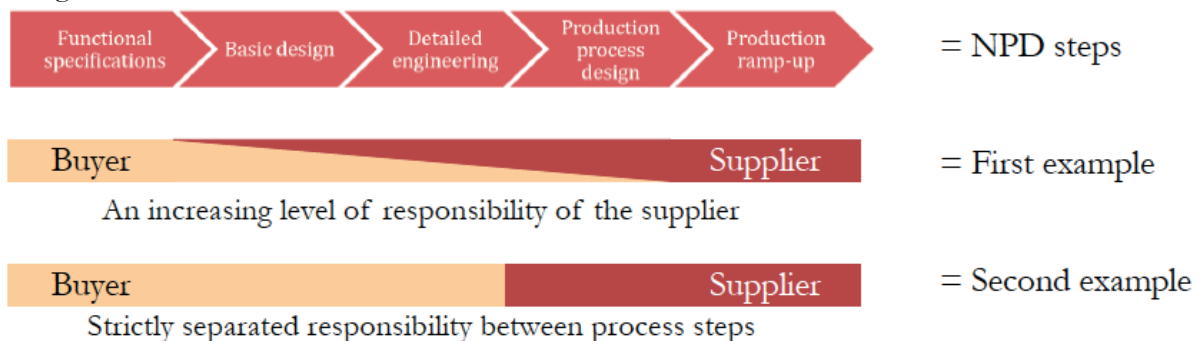 Functional
specifications
Basic design
Detailed
engineering
Production
process
design
Production
ramp-up
= NPD steps
Buyer
Supplier
= First example
An increasing level of responsibility of the supplier
Buyer
Supplier
= Second example
Strictly separated responsibility between process steps